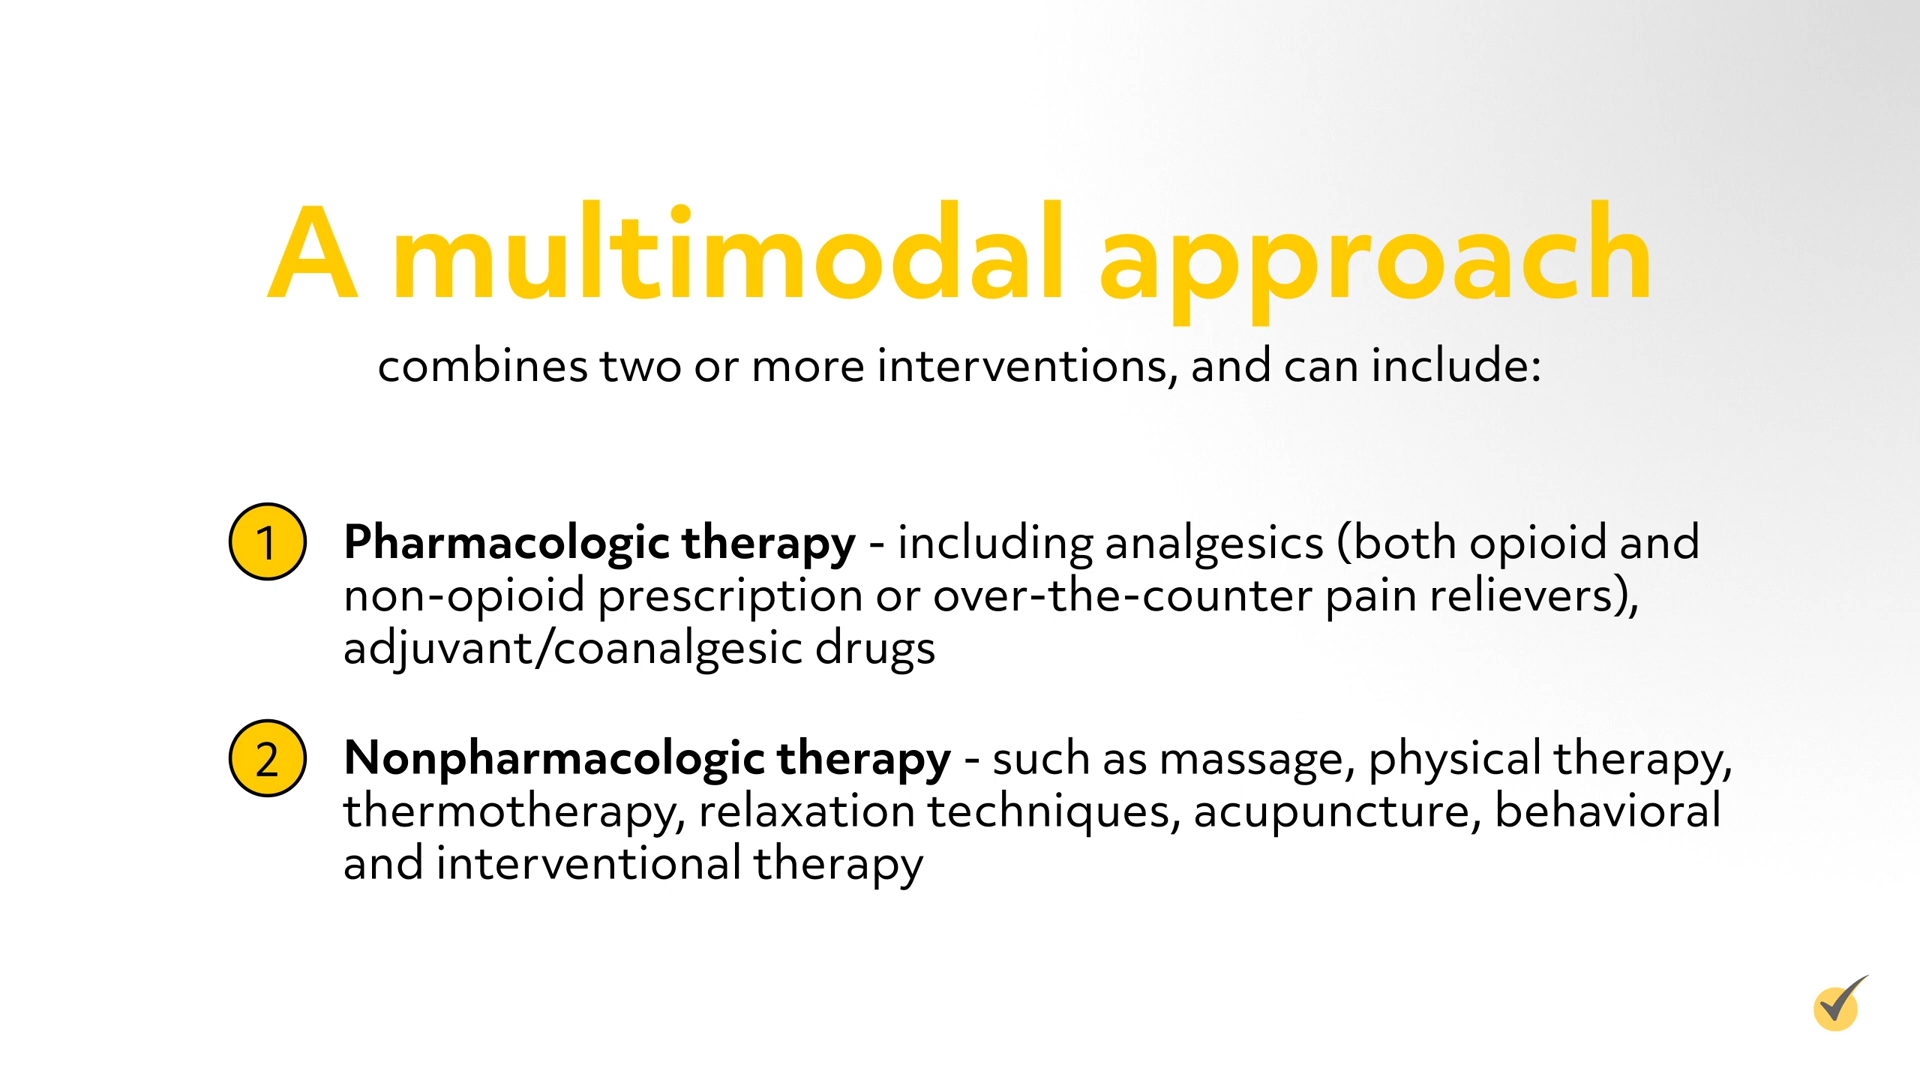 A multimodal approach
combines two or more interventions, and can include:
1
Pharmacologic therapy - including analgesics (both opioid and
non-opioid prescription or over-the-counter pain relievers),
adjuvant/coanalgesic drugs
2
Nonpharmacologic therapy - such as massage, physical therapy,
thermotherapy, relaxation techniques, acupuncture, behavioral
and interventional therapy